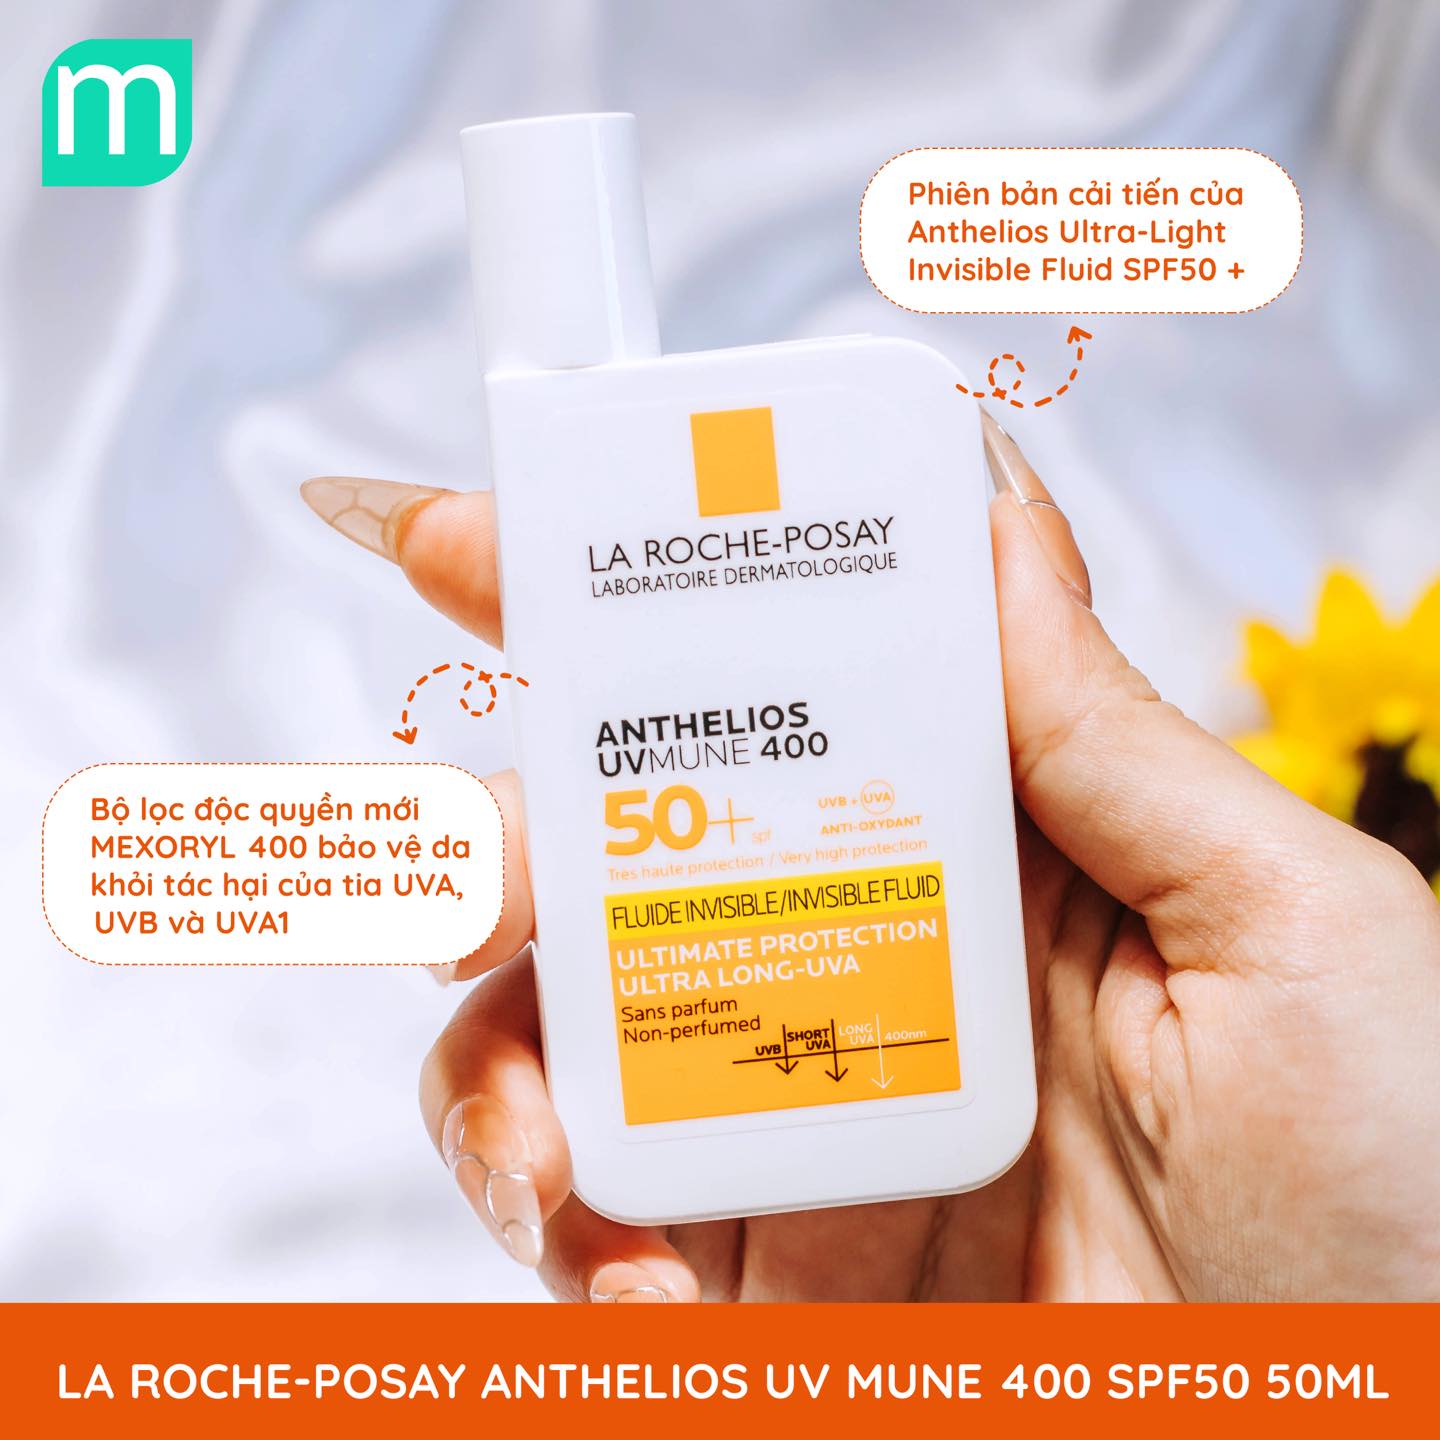 m
Phiên bản cải tiến của
Anthelios Ultra-Light
Invisible Fluid SPF50 +
LA ROCHE-POSAY
LABORATOIRE DERMATOLOGIQUE
ANTHELIOS
UVMUNE 400
50+ spf
UVB + UVA
ANTI-OXYDANT
Très haute protection / Very high protection
FLUIDE INVISIBLE/INVISIBLE FLUID
ULTIMATE PROTECTION
ULTRA LONG-UVA
Sans parfum
Non-perfumed
UVB
SHORT
UVA
LONG
UVA
400nm
Bộ lọc độc quyền mới
MEXORYL 400 bảo vệ da
khỏi tác hại của tia UVA,
UVB và UVA1
LA ROCHE-POSAY ANTHELIOS UV MUNE 400 SPF50 50ML